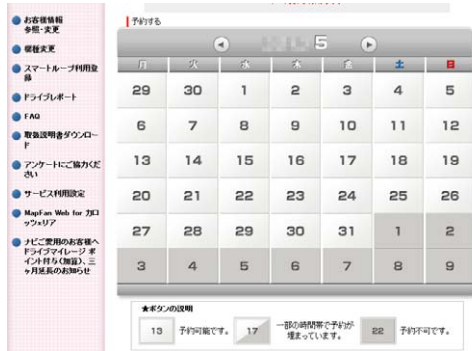 お客様情報
参照・変更
機種変更
スマートループ利用登
録
ドライブレポート
FAQ
取扱説明書ダウンロー
ド
アンケートにご協力くだ
さい
サービス利用設定
MapFan Web for カロ
ッツェリア
ナビご愛用のお客様へ
ドライブマイレージ ポ
イント付与(加算)、三
ヶ月延長のお知らせ
予約する
5
月 火 水 木 金 土 日
29 30 1 2 3 4 5
6 7 8 9 10 11 12
13 14 15 16 17 18 19
20 21 22 23 24 25 26
27 28 29 30 31 1 2
3 4 5 6 7 8 9
★ボタンの説明
13 予約可能です。 17 一部の時間帯で予約が
埋まっています。 22 予約不可です。